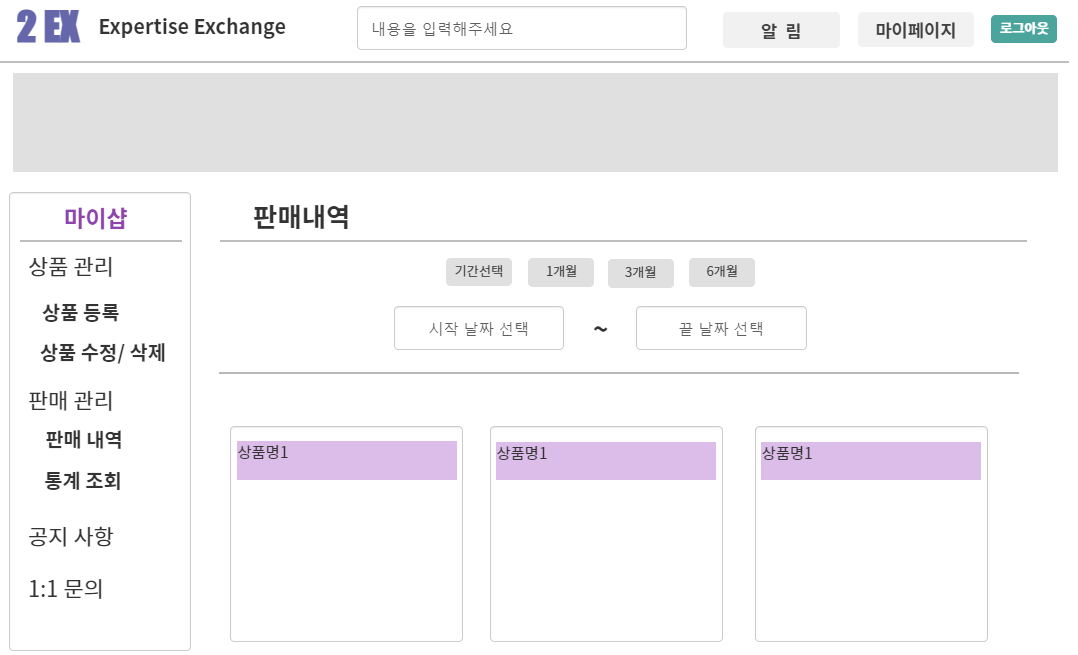 2 EX Expertise Exchange 내용을 입력해주세요 알 림 마이페이지 로그아웃
마이샵
상품 관리
상품 등록
상품 수정/ 삭제
판매 관리
판매 내역
통계 조회
공지 사항
1:1 문의
판매내역
기간선택 1개월 3개월 6개월
시작 날짜 선택 ~ 끝 날짜 선택
상품명1 상품명1 상품명1